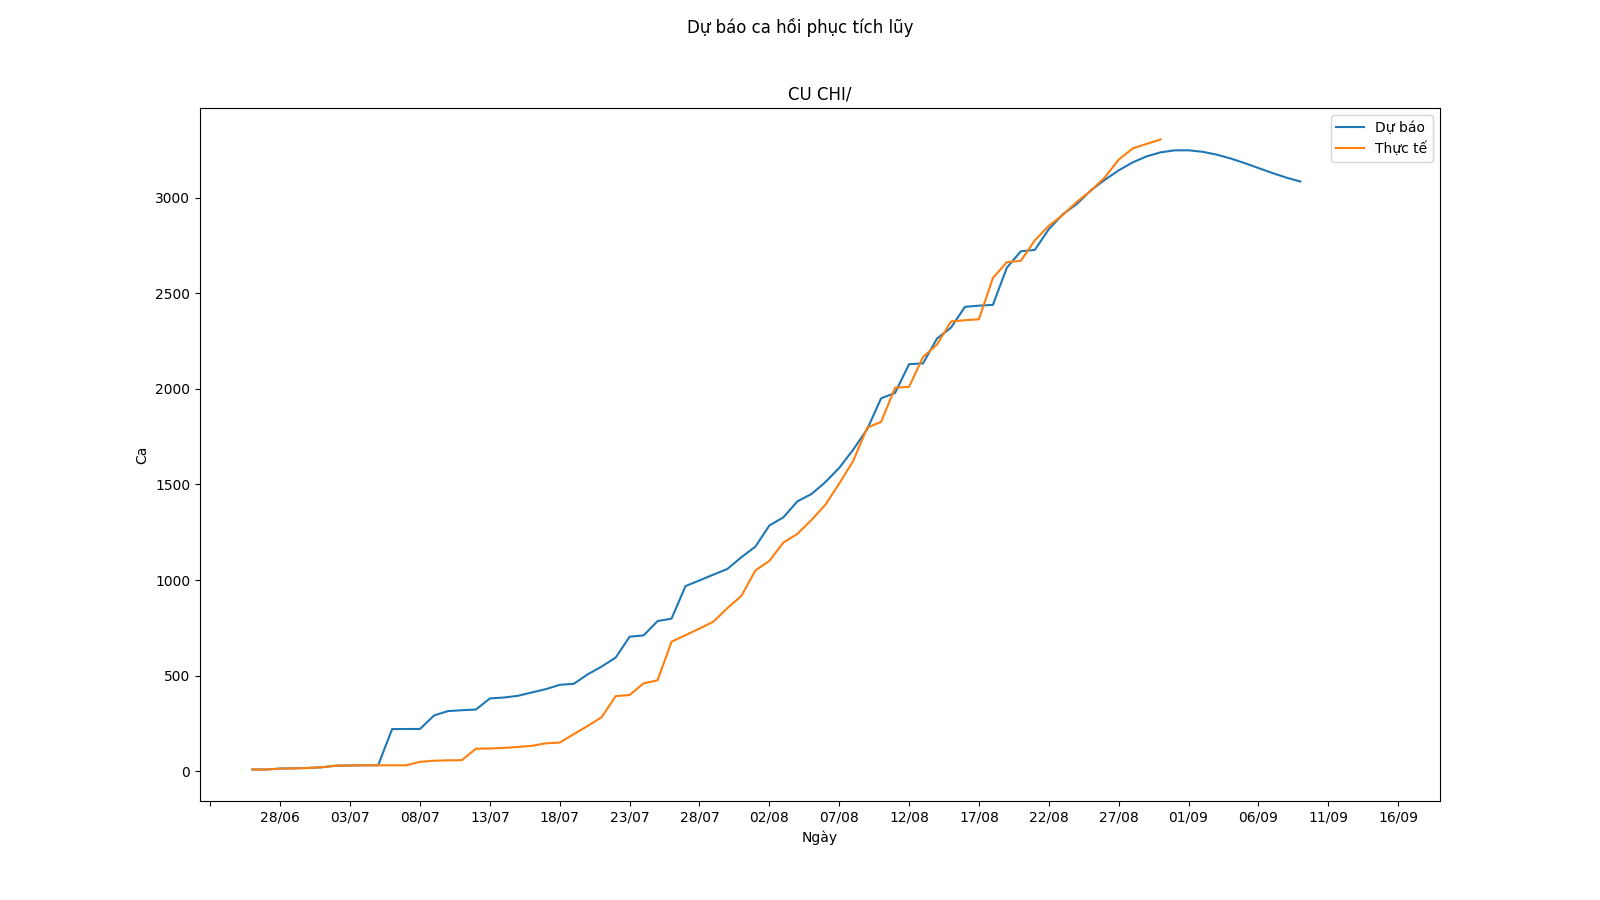 Dự báo ca hồi phục tích lũy
CU CHI/
Dự báo
Thực tế
3000
2500
2000
1500
1000
500
0
Ca
28/06 03/07 08/07 13/07 18/07 23/07 28/07 02/08 07/08 12/08 17/08 22/08 27/08 01/09 06/09 11/09 16/09
Ngày